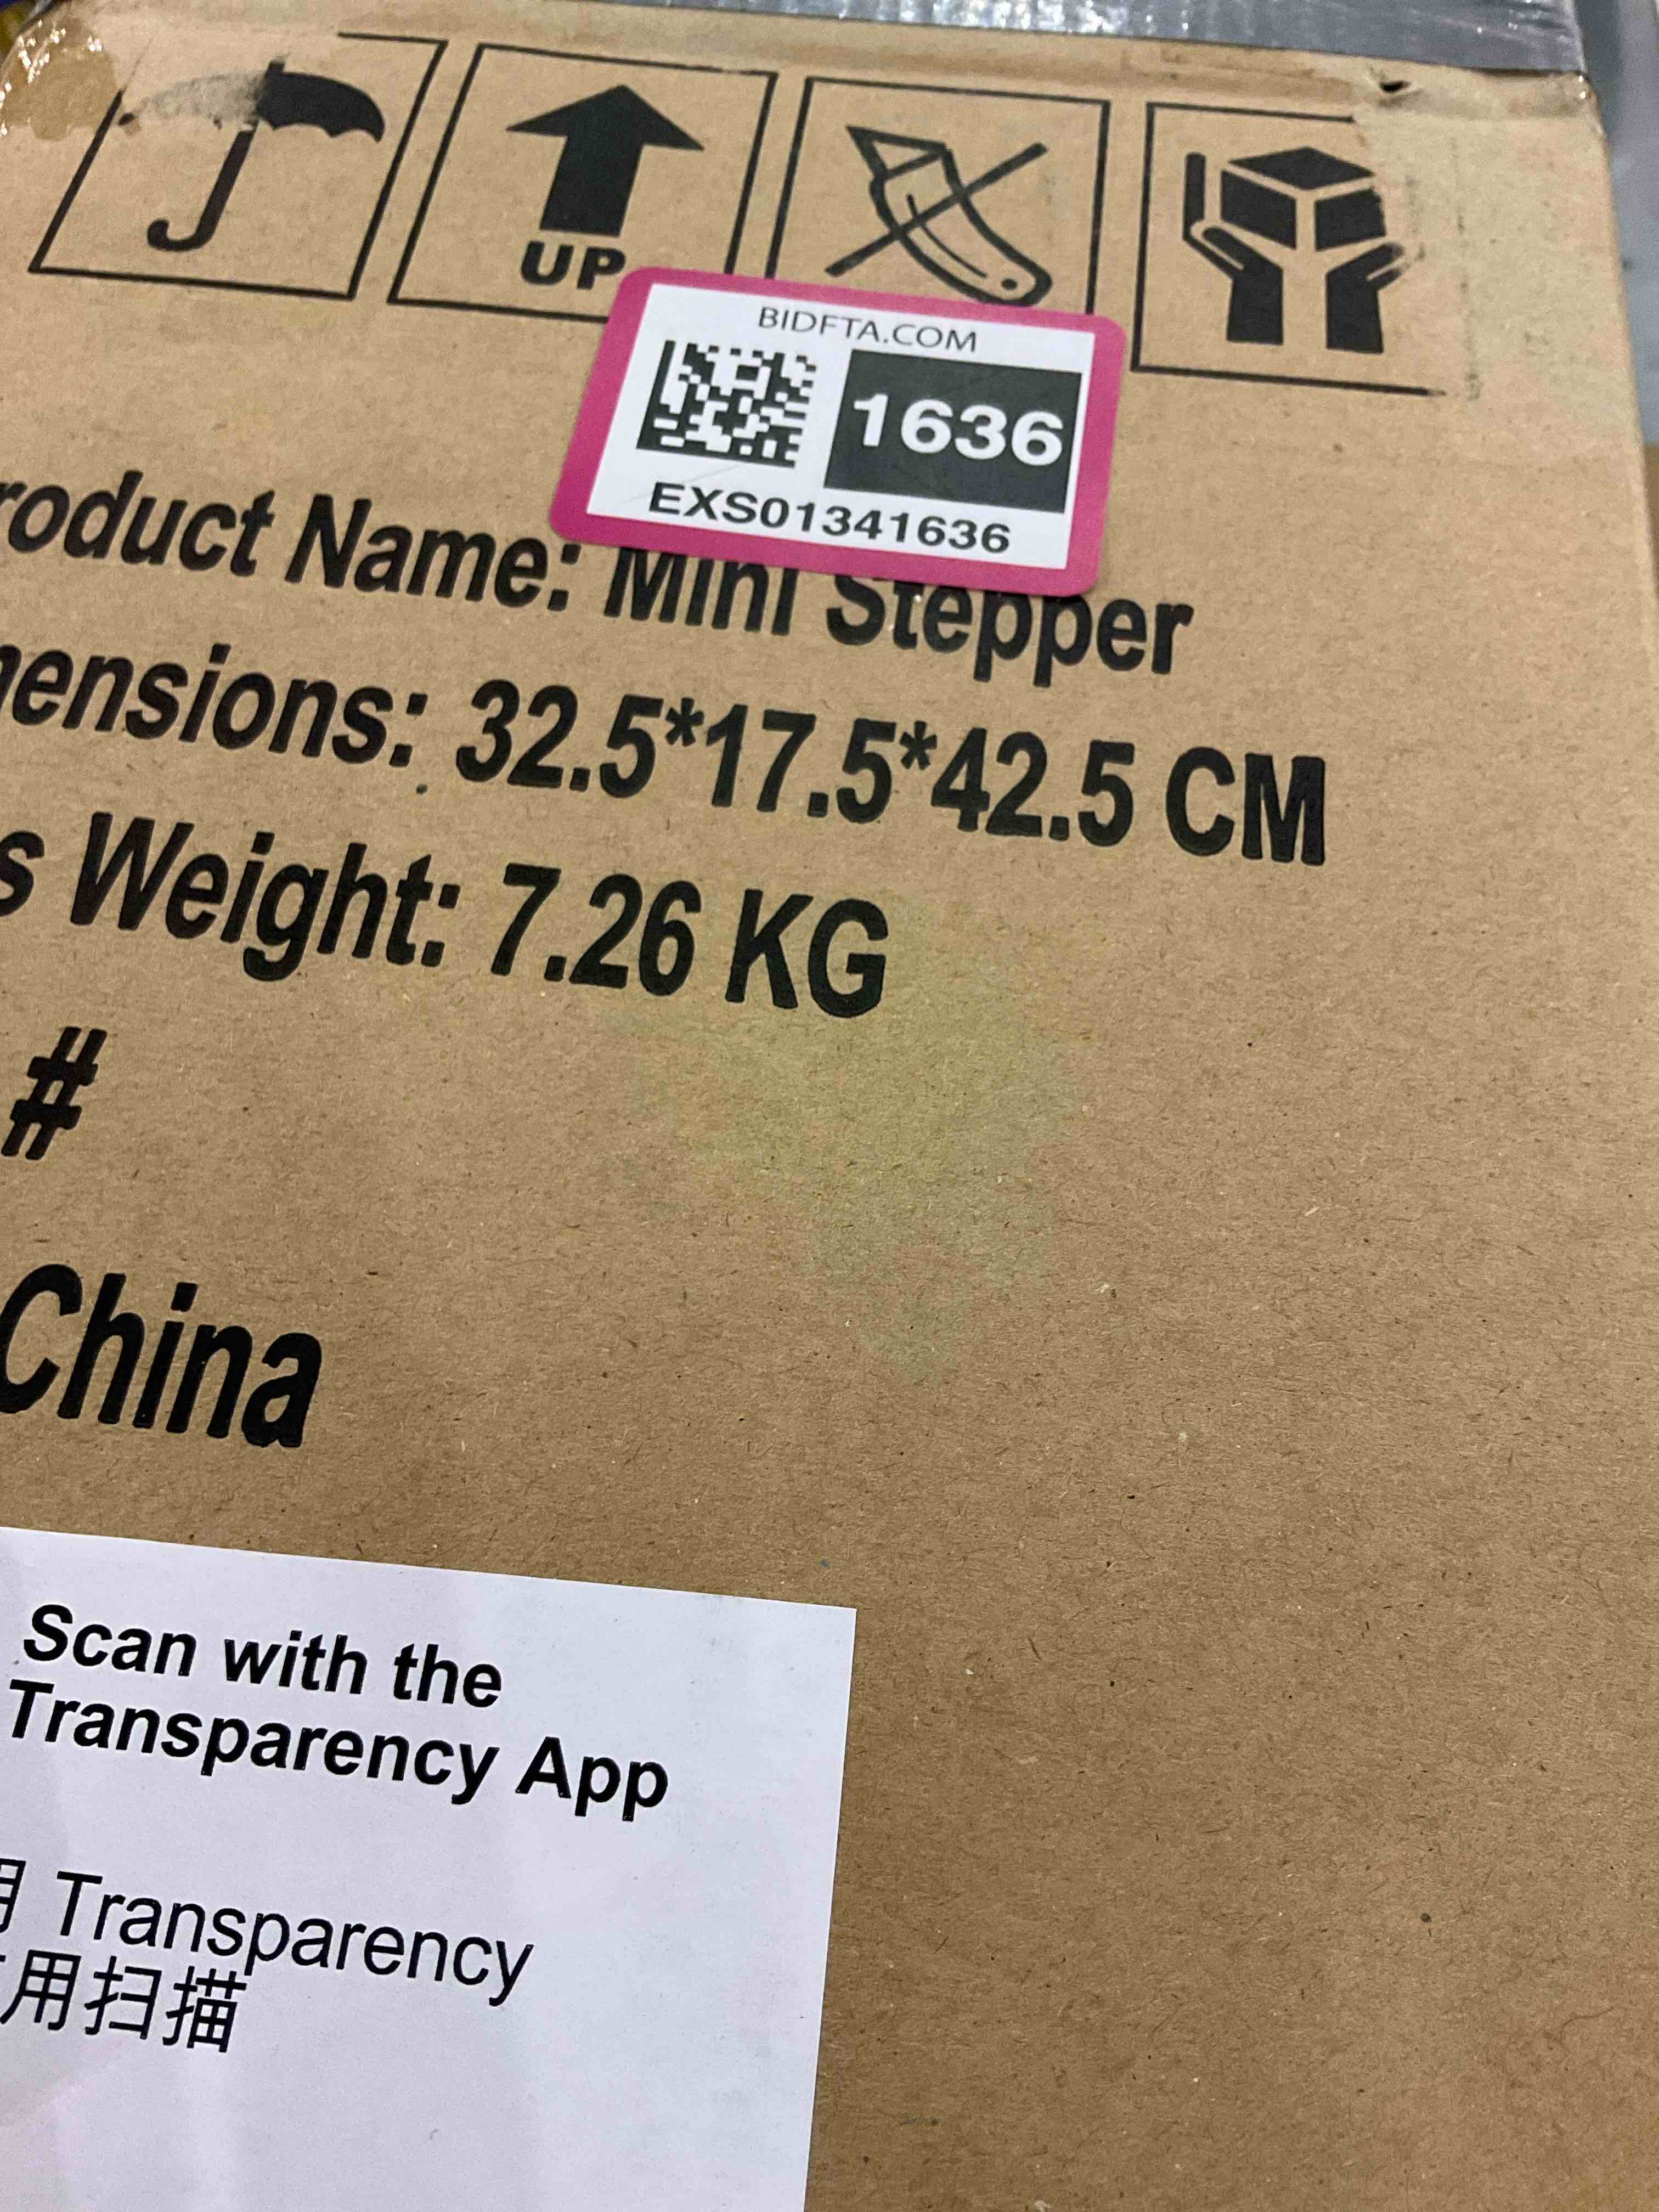 UP
BIDFTA.COM
1636
EXS01341636
roduct Name: Mini Stepper
ensions: 32.5*17.5*42.5 CM
s Weight: 7.26 KG
#
China
Scan with the
Transparency App
用 Transparency
用扫描